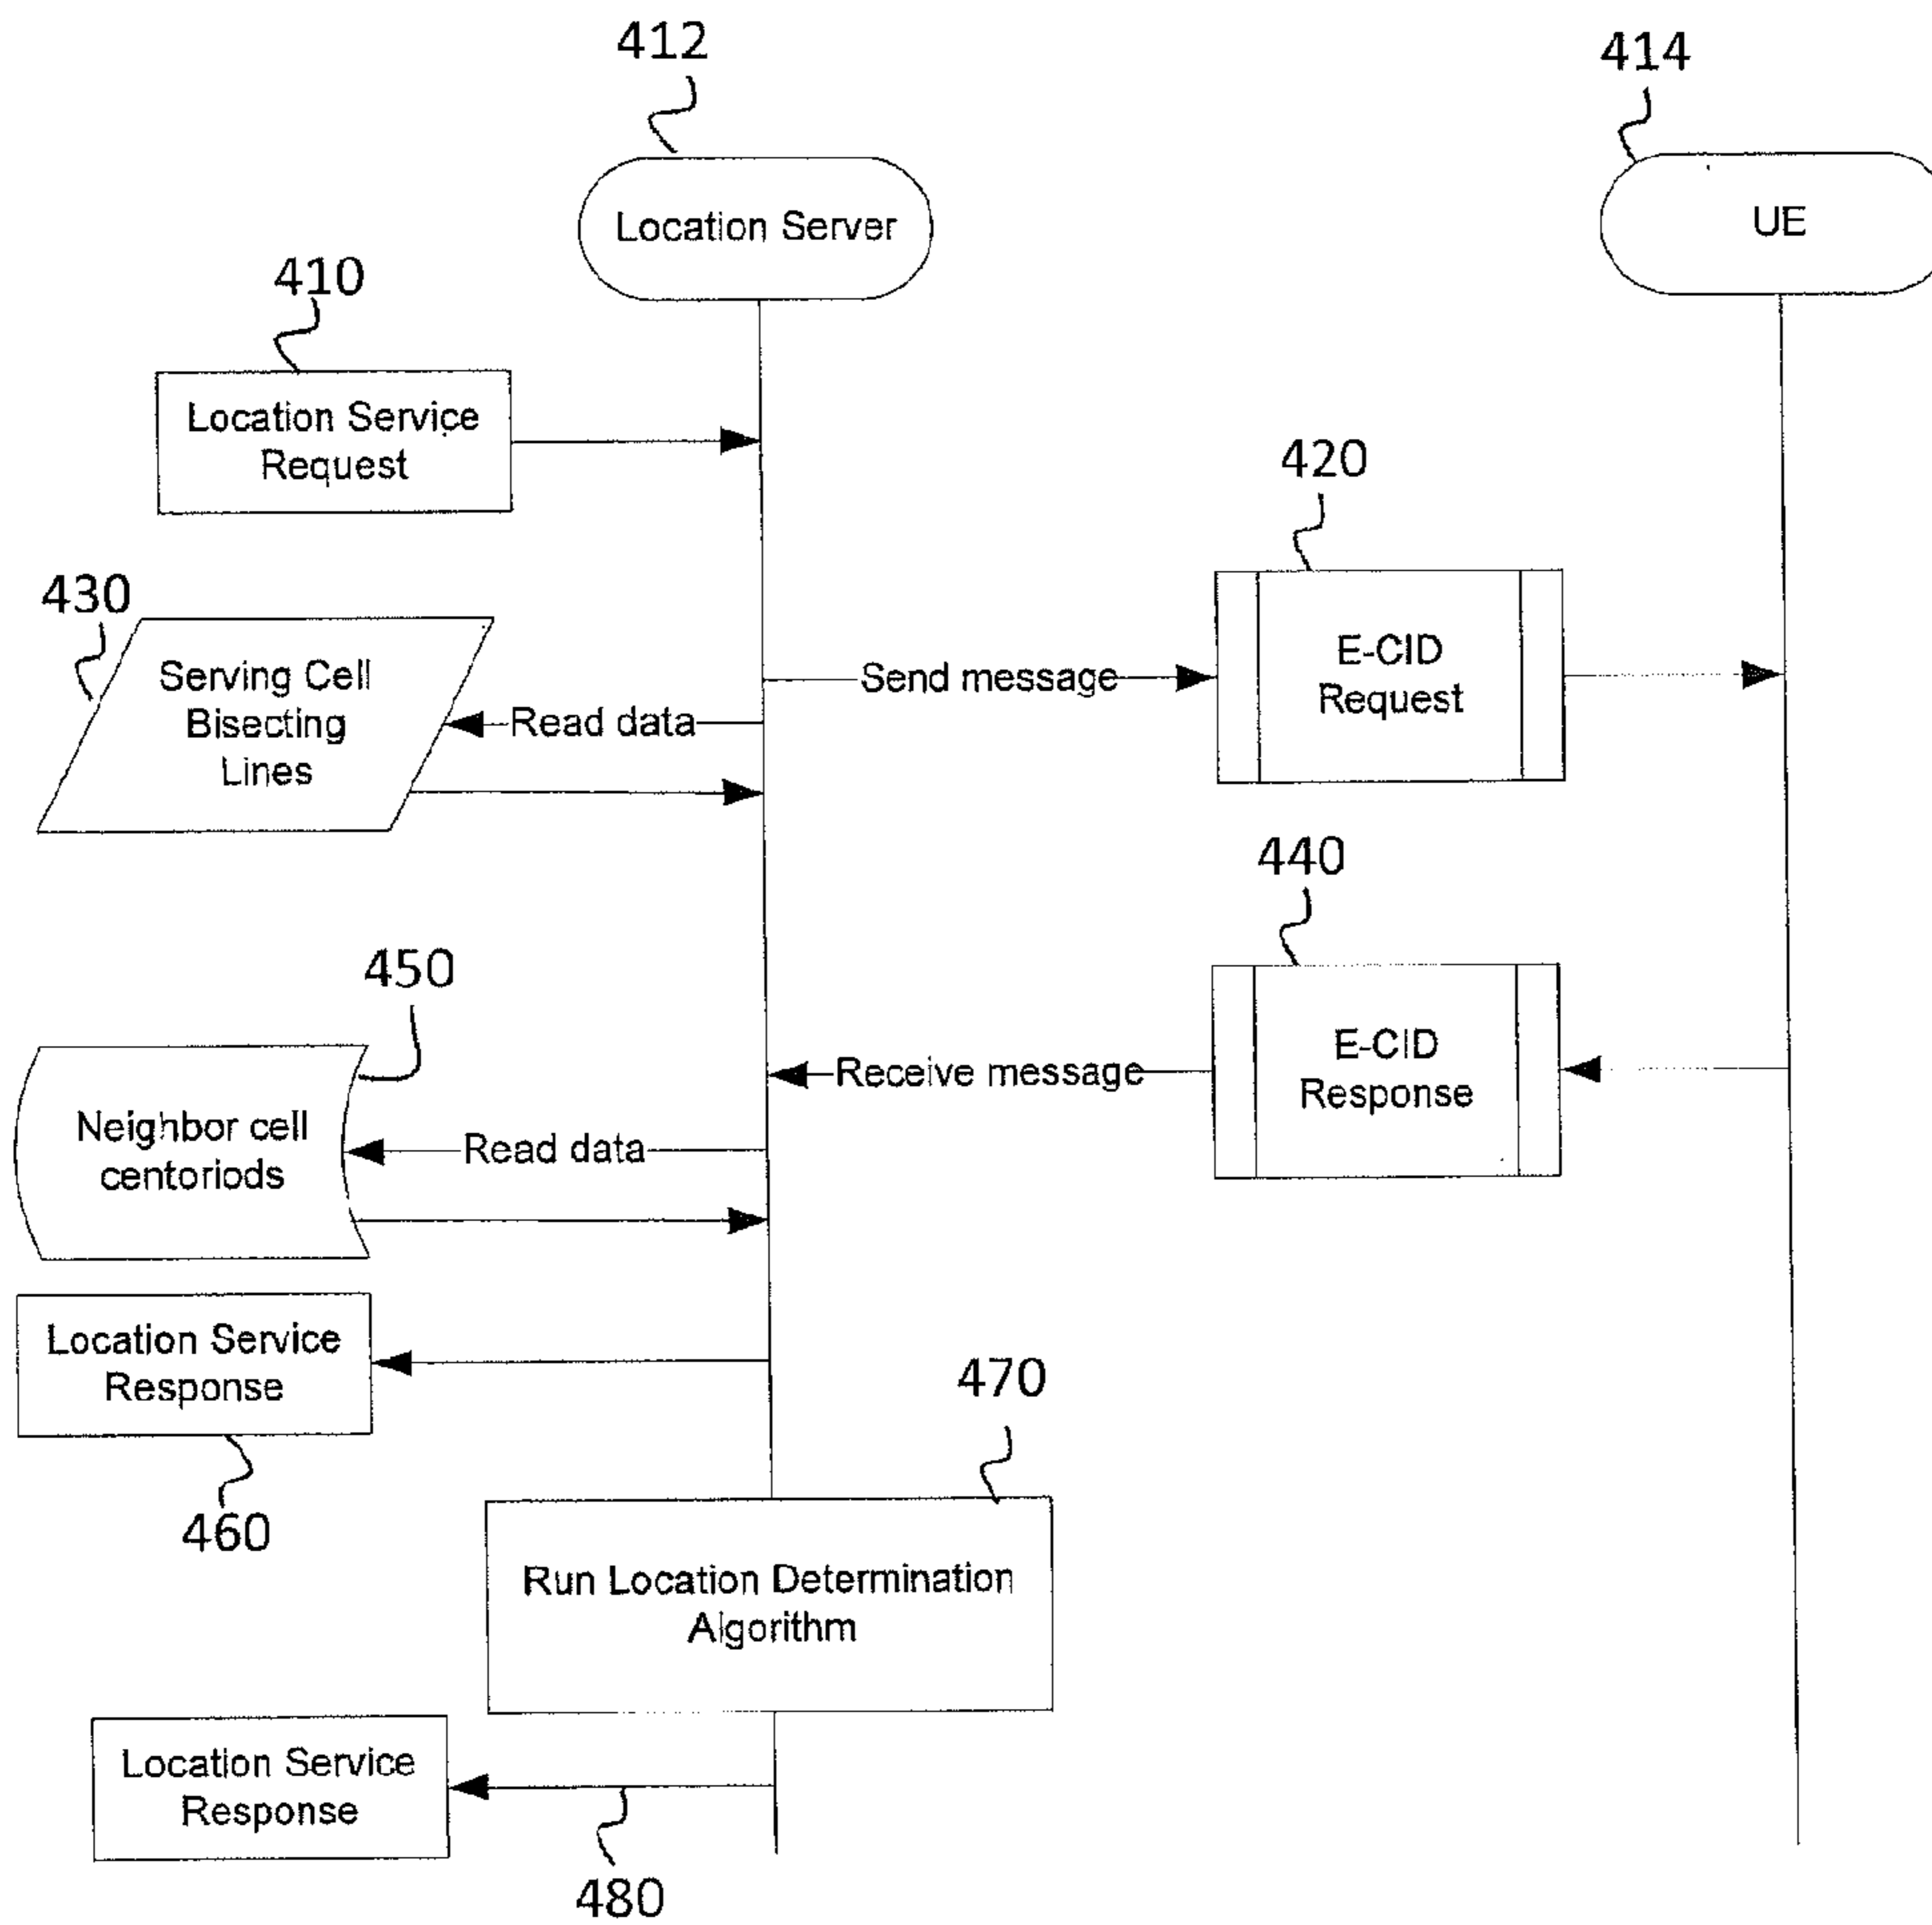 412
414
Location Server
UE
410
Location Service
Request
420
430
Serving Cell
Bisecting
Lines
Send message
E-CID
Request
Read data
440
450
E-CID
Response
Receive message
Neighbor cell
centoriods
Read data
Location Service
Response
470
460
Run Location Determination
Algorithm
Location Service
Response
480